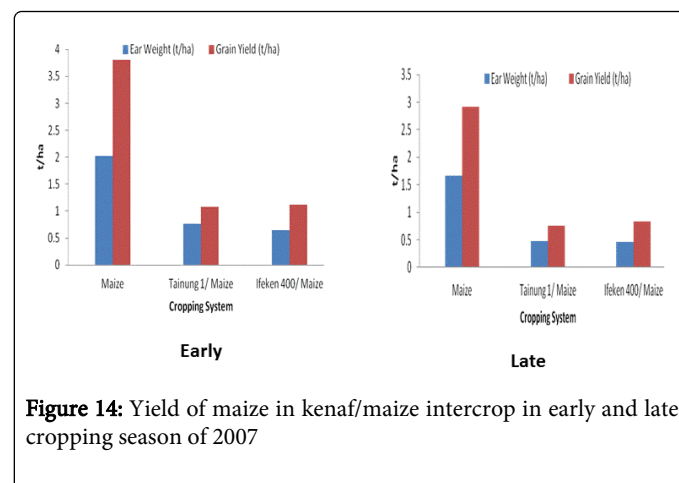 Ear Weight (t/ha) Grain Yield (t/ha)
4
3.5
3
2.5
2
1.5
1
0.5
0
t/ha
Maize Tainung 1/ Maize Ifeken 400/ Maize
Cropping System
Early
Ear Weight (t/ha) Grain Yield (t/ha)
3.5
3
2.5
2
1.5
1
0.5
0
t/ha
Maize Tainung 1/ Maize Ifeken 400/ Maize
Cropping System
Late
Figure 14: Yield of maize in kenaf/maize intercrop in early and late
cropping season of 2007